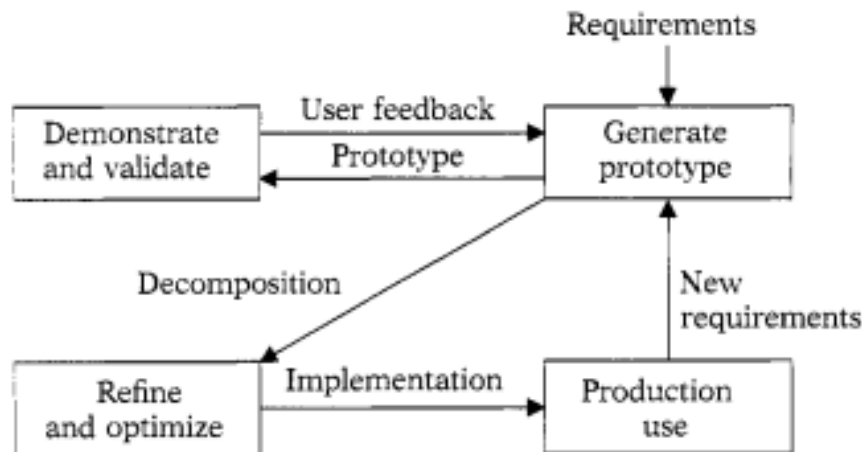 Requirements
Demonstrate
and validate
User feedback
Prototype
Generate
prototype
Decomposition
New
requirements
Refine
and optimize
Implementation
Production
use